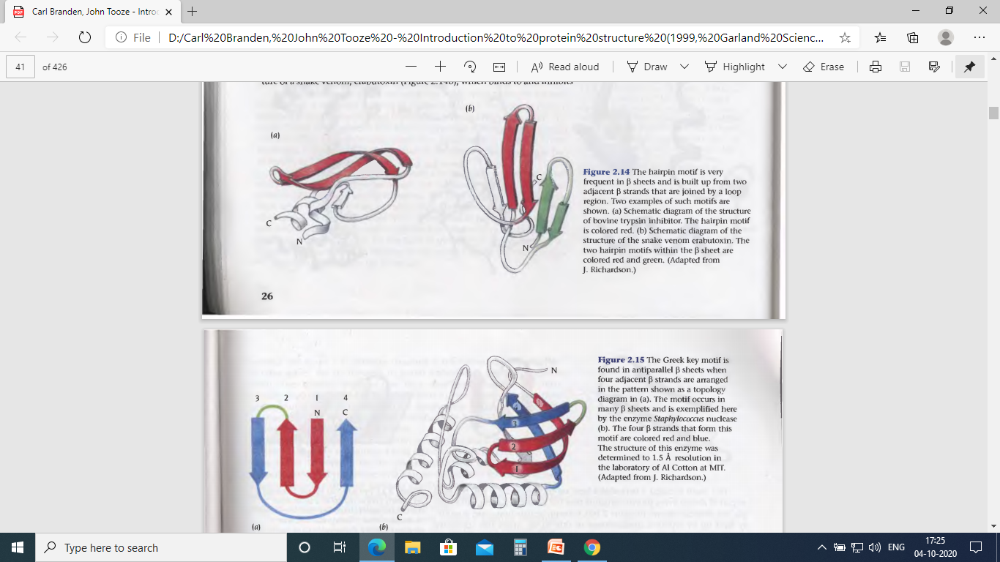 Carl Branden, John Tooze - Introc
File
D:/Carl%20Branden,%20John%20Tooze%20-%20Introduction%20to%20protein%20structure%20(1999,%20Garland%20Scienc...
41
of 426
Read aloud
Draw
Highlight
Erase
ture of a snake venom, erabutoxin (Figure 2.14b), which binds to and inhibits
(a)
(b)
C
N
C
N
Figure 2.14 The hairpin motif is very
frequent in β sheets and is built up from two
adjacent β strands that are joined by a loop
region. Two examples of such motifs are
shown. (a) Schematic diagram of the structure
of bovine trypsin inhibitor. The hairpin motif
is colored red. (b) Schematic diagram of the
structure of the snake venom erabutoxin. The
two hairpin motifs within the β sheet are
colored red and green. (Adapted from
J. Richardson.)
26
3 2 1 4
N C
(a)
N
4
3
2
1
C
(b)
Figure 2.15 The Greek key motif is
found in antiparallel β sheets when
four adjacent β strands are arranged
in the pattern shown as a topology
diagram in (a). The motif occurs in
many β sheets and is exemplified here
by the enzyme Staphylococcus nuclease
(b). The four β strands that form this
motif are colored red and blue.
The structure of this enzyme was
determined to 1.5 Å resolution in
the laboratory of Al Cotton at MIT.
(Adapted from J. Richardson.)
Type here to search
ENG
17:25
04-10-2020